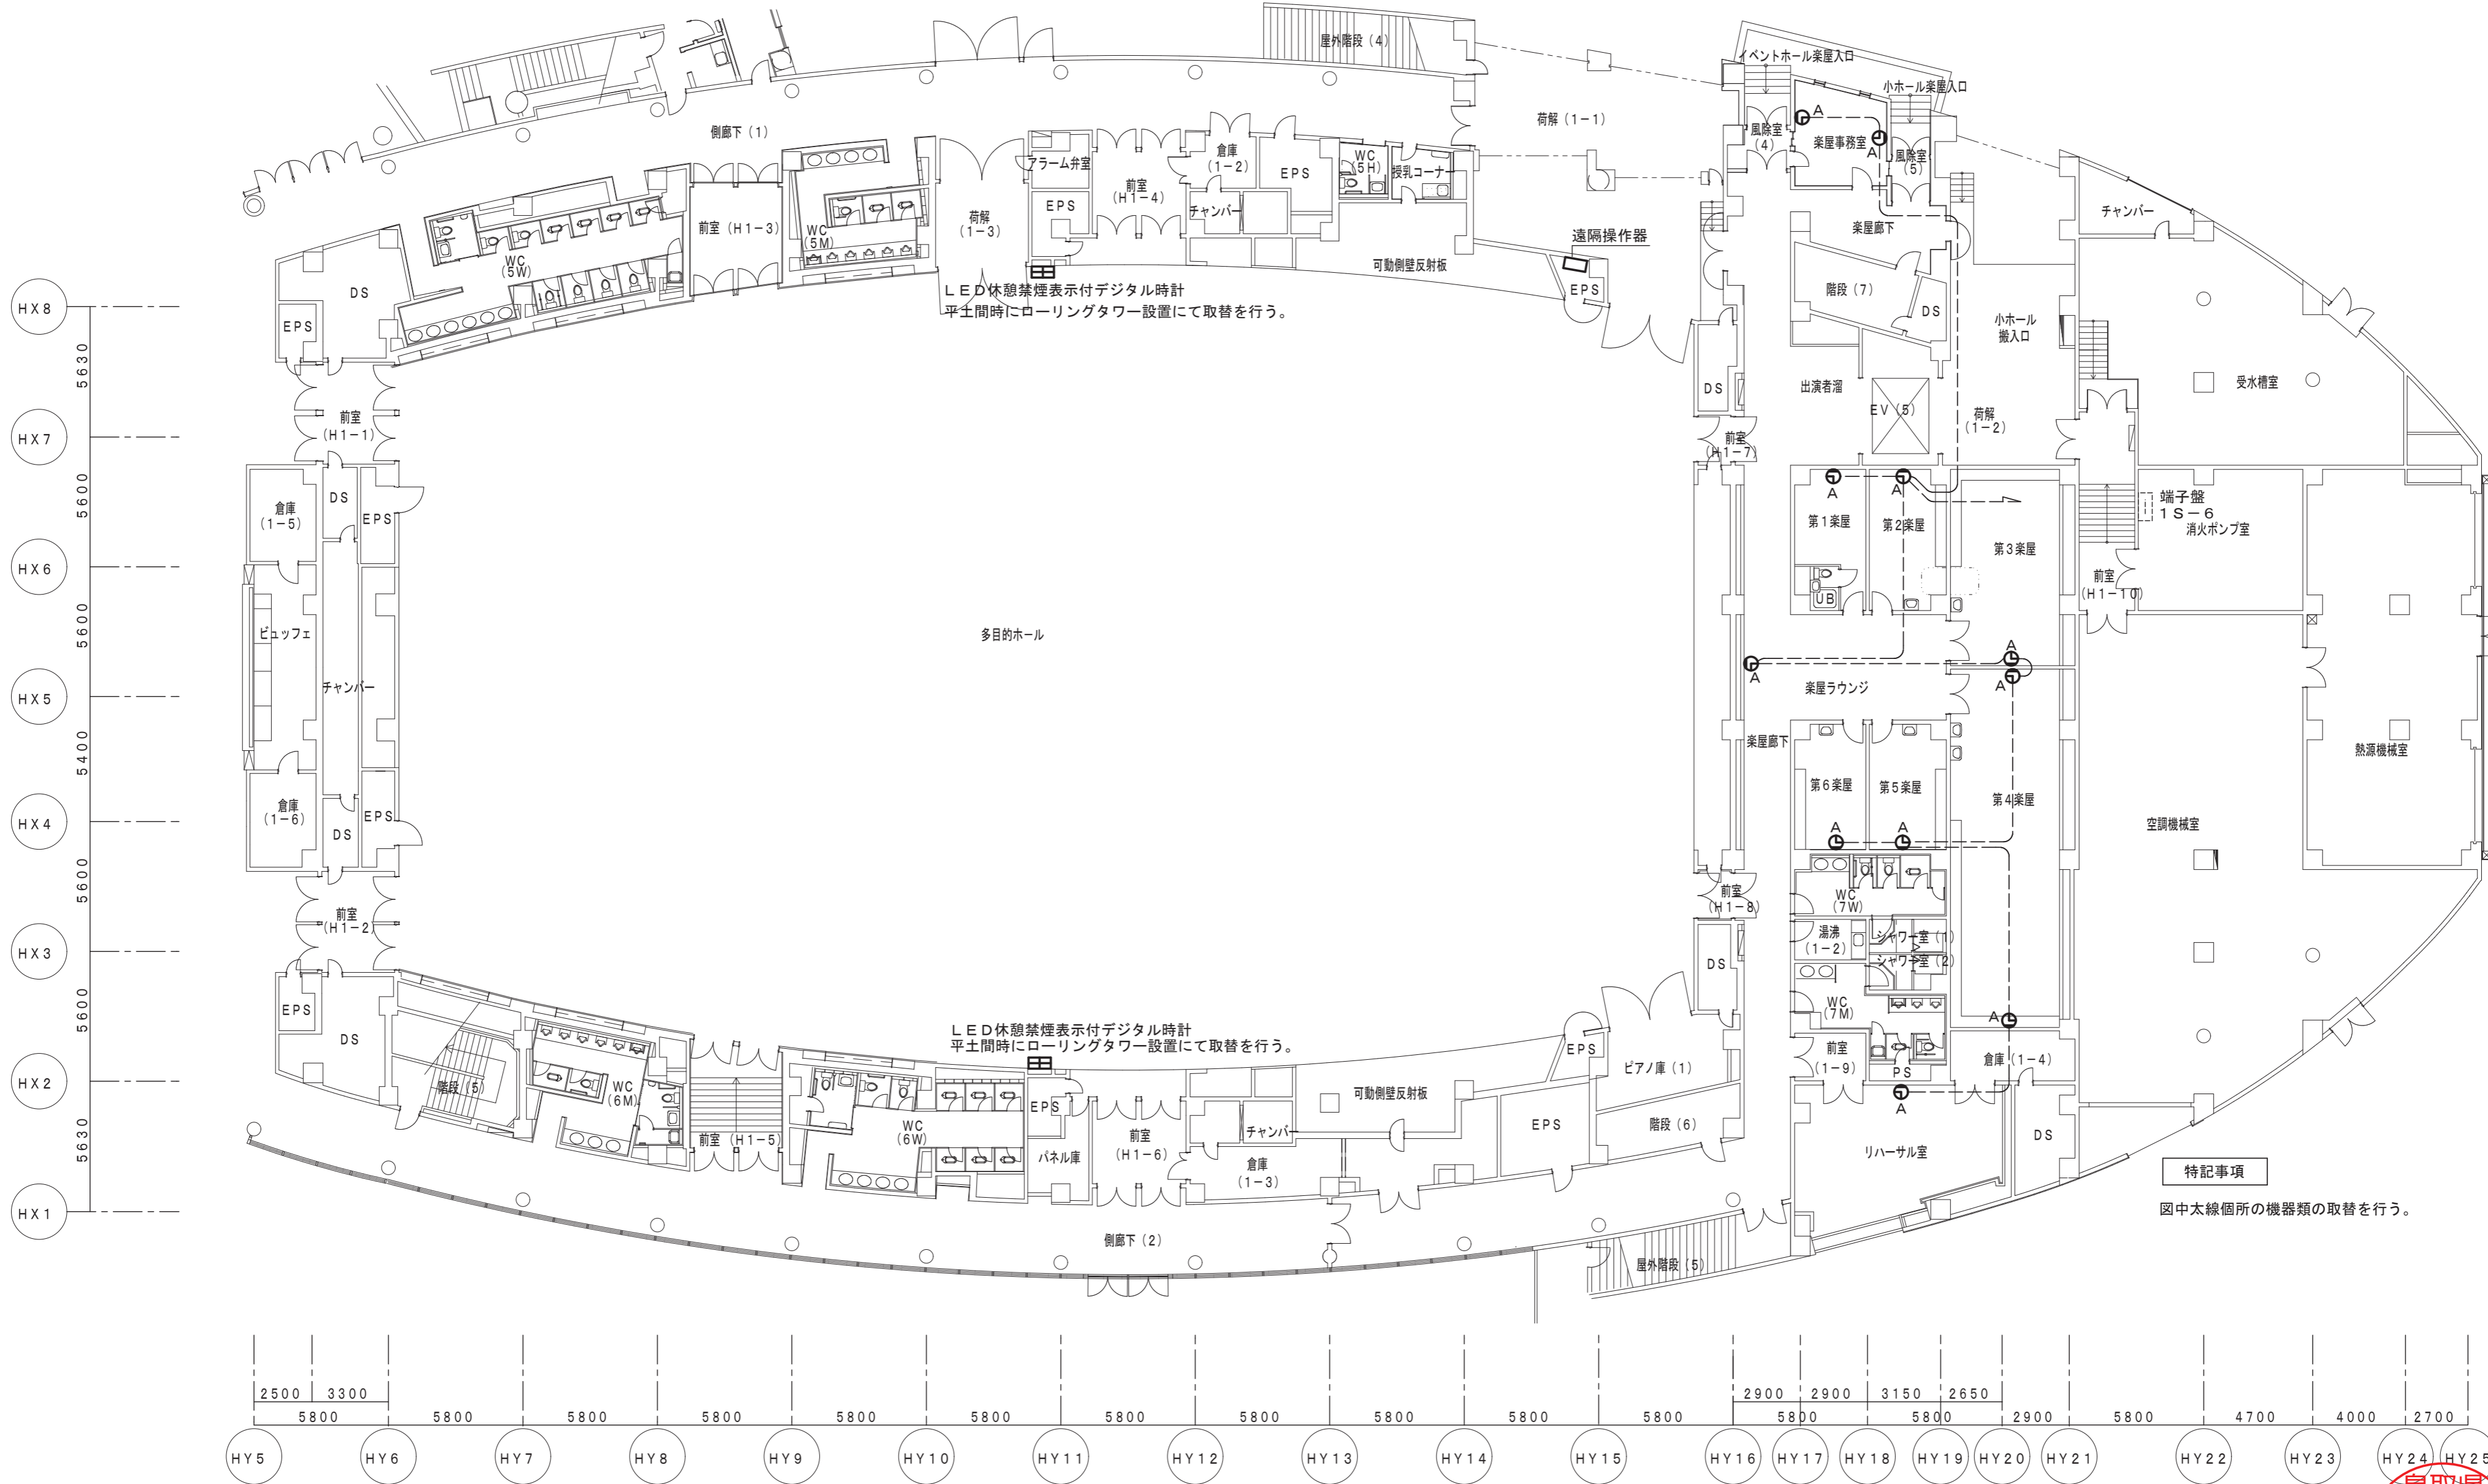 屋外階段（4）
イベントホール楽屋入口
小ホール楽屋入口
側廊下（1）
荷解（1－1）
風除室
（4）
A
楽屋事務室
A
風除室
（5）
アラーム弁室
倉庫
（1－2）
EPS
WC
（5H）
授乳コーナー
前室
（H1－4）
EPS
チャンバー
荷解
（1－3）
前室（H1－3）
WC
（5M）
WC
（5W）
チャンバー
楽屋廊下
遠隔操作器
可動側壁反射板
EPS
LED休憩禁煙表示付デジタル時計
平土間時にローリングタワー設置にて取替を行う。
DS
EPS
階段（7）
DS
小ホール
搬入口
HX8
5630
前室
（H1－1）
HX7
DS
出演者溜
EV（5）
荷解
（1－2）
受水槽室
前室
（H1－7）
5600
倉庫
（1－5）
DS
EPS
A
A
第1楽屋
第2楽屋
第3楽屋
端子盤
1S－6
消火ポンプ室
HX6
UB
前室
（H1－10）
5600
ビュッフェ
多目的ホール
チャンバー
A
A
A
楽屋ラウンジ
HX5
5400
楽屋廊下
熱源機械室
倉庫
（1－6）
DS
EPS
第6楽屋
第5楽屋
第4楽屋
A
A
空調機械室
HX4
5600
前室
（H1－2）
前室
（H1－8）
WC
（7W）
HX3
湯沸
（1－2）
シャワー室（1）
シャワー室（2）
DS
5600
EPS
DS
WC
（7M）
A
LED休憩禁煙表示付デジタル時計
平土間時にローリングタワー設置にて取替を行う。
EPS
ピアノ庫（1）
前室
（1－9）
PS
倉庫（1－4）
HX2
階段（5）
WC
（6M）
前室（H1－5）
WC
（6W）
EPS
パネル庫
前室
（H1－6）
チャンバー
倉庫
（1－3）
可動側壁反射板
EPS
階段（6）
A
DS
リハーサル室
5630
特記事項
図中太線個所の機器類の取替を行う。
HX1
側廊下（2）
屋外階段（5）
2500 3300 2900 2900 3150 2650
5800 5800 5800 5800 5800 5800 5800 5800 5800 5800 5800 5800 5800 2900 5800 4700 4000 2700
HY5 HY6 HY7 HY8 HY9 HY10 HY11 HY12 HY13 HY14 HY15 HY16 HY17 HY18 HY19 HY20 HY21 HY22 HY23 HY24 HY25
鳥取県